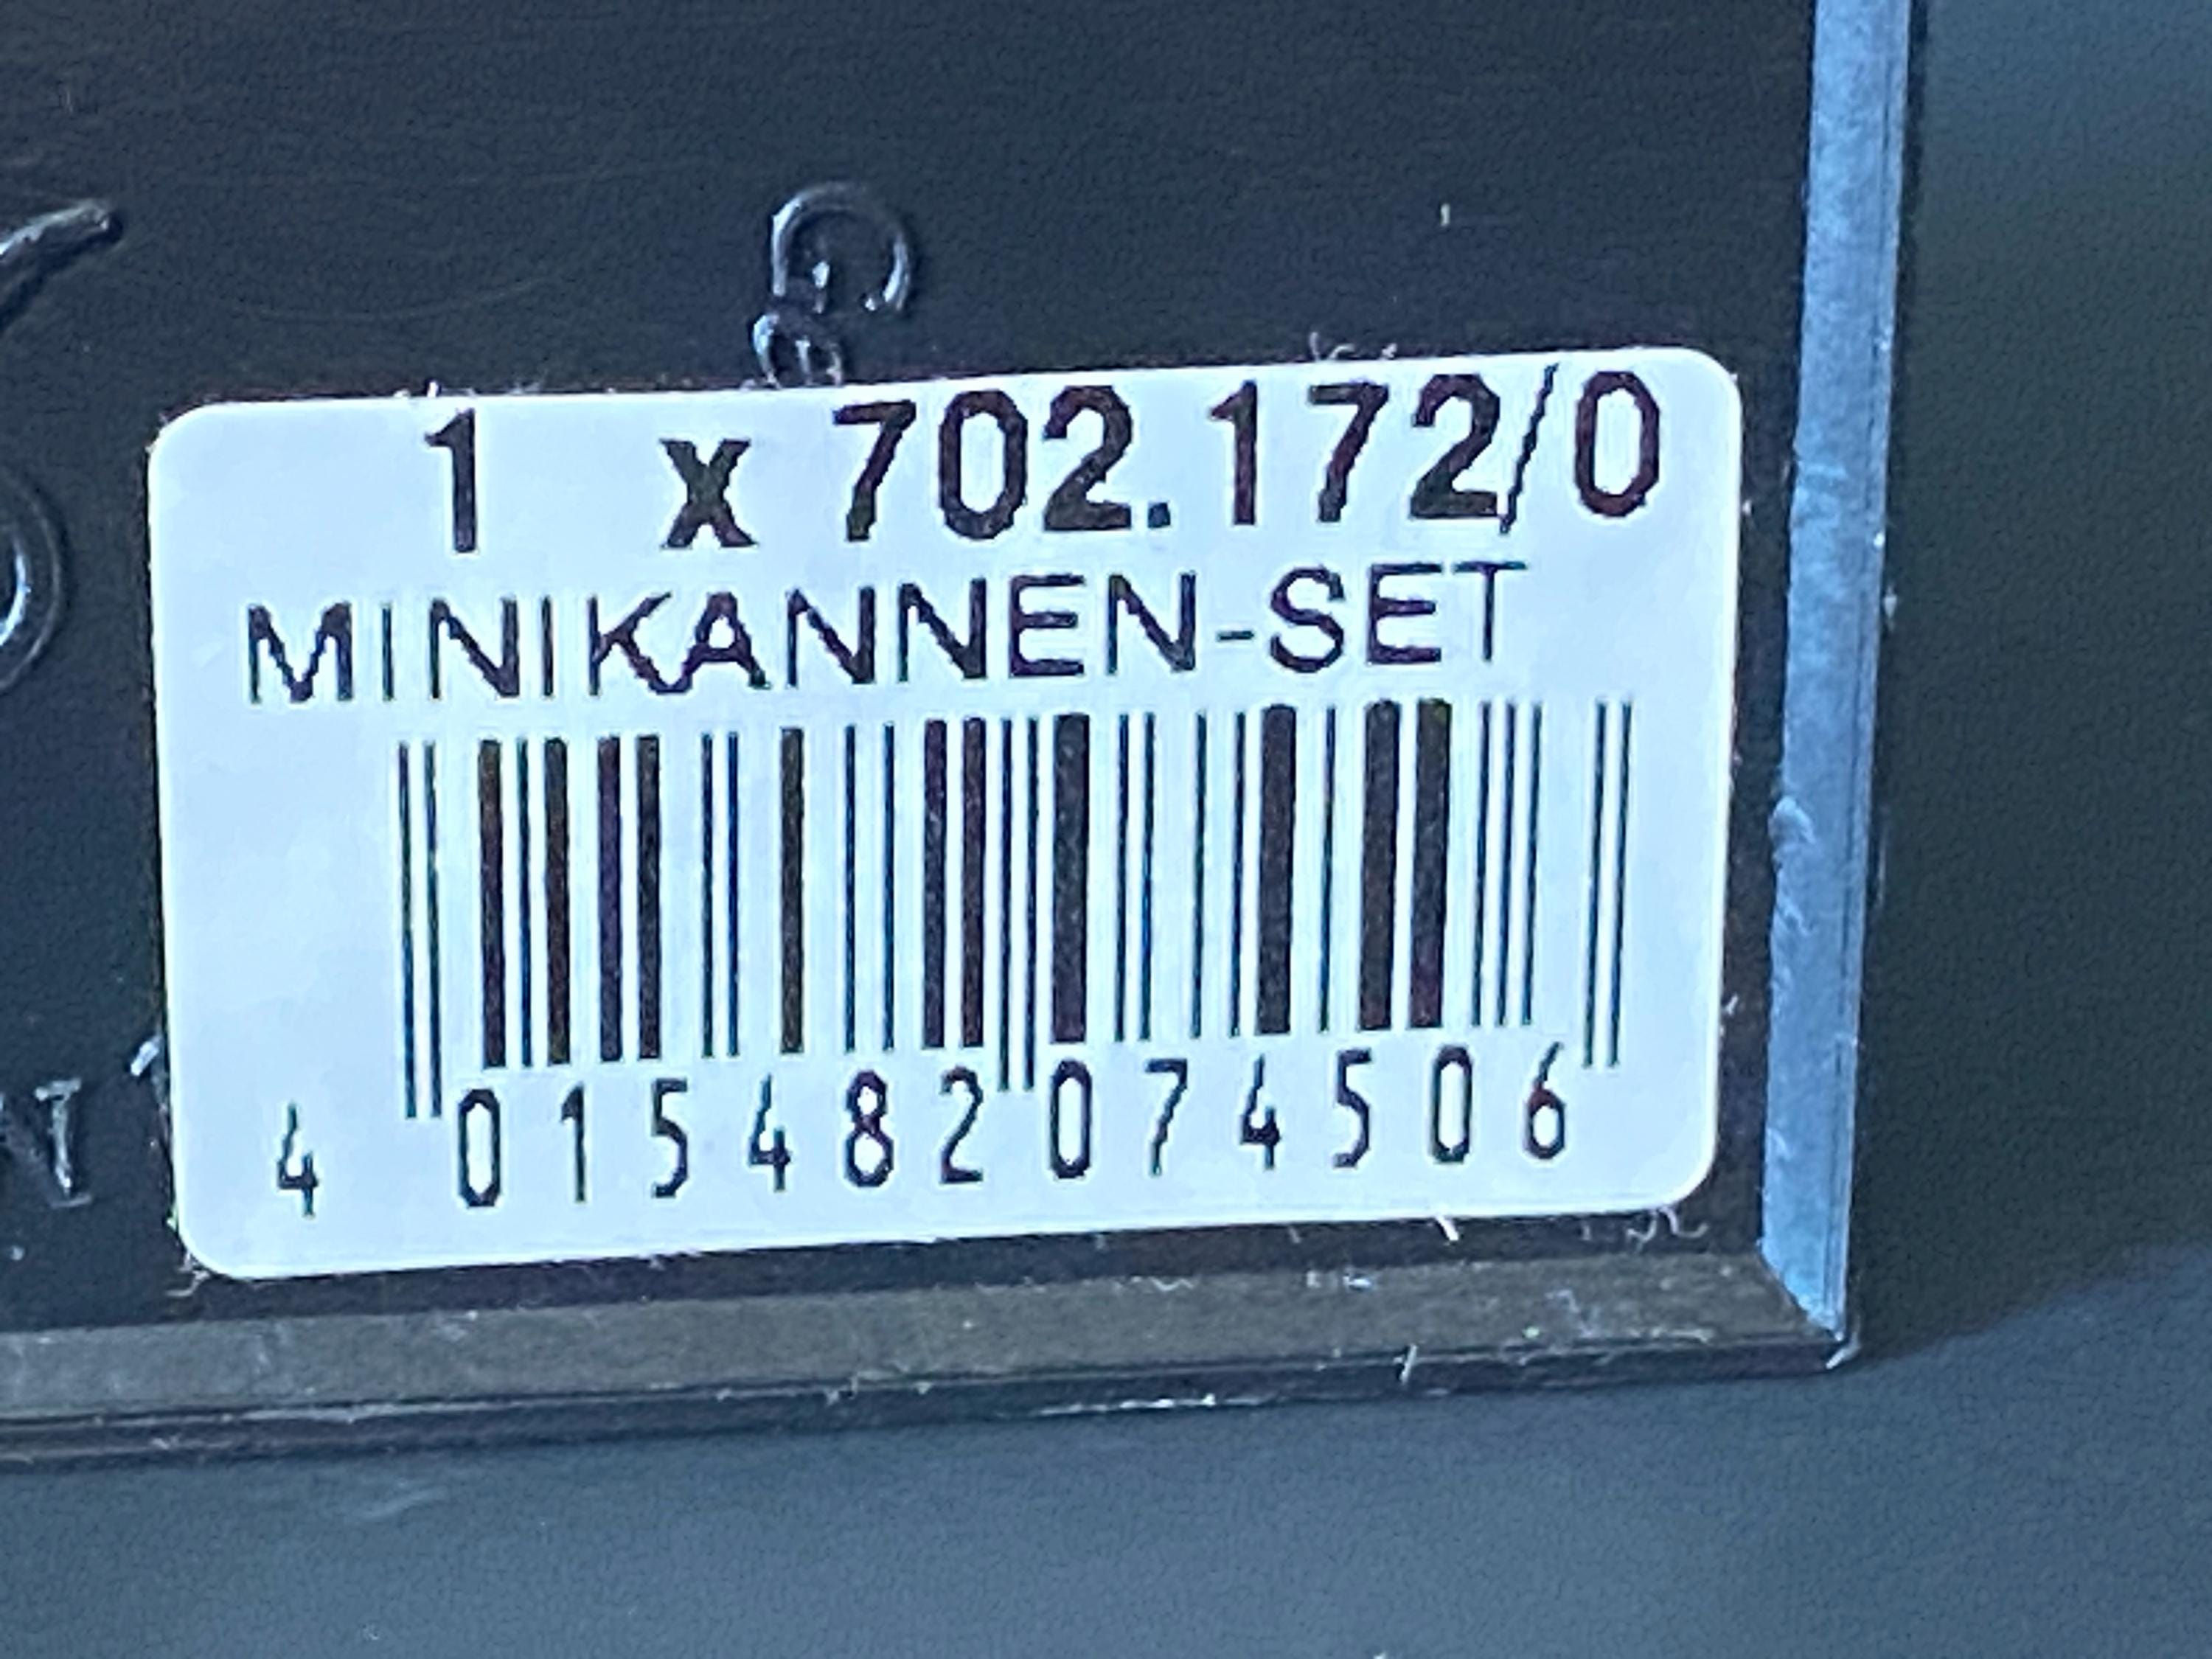 1 x 702.172/0
MINIKANNEN-SET
4 015482 074506